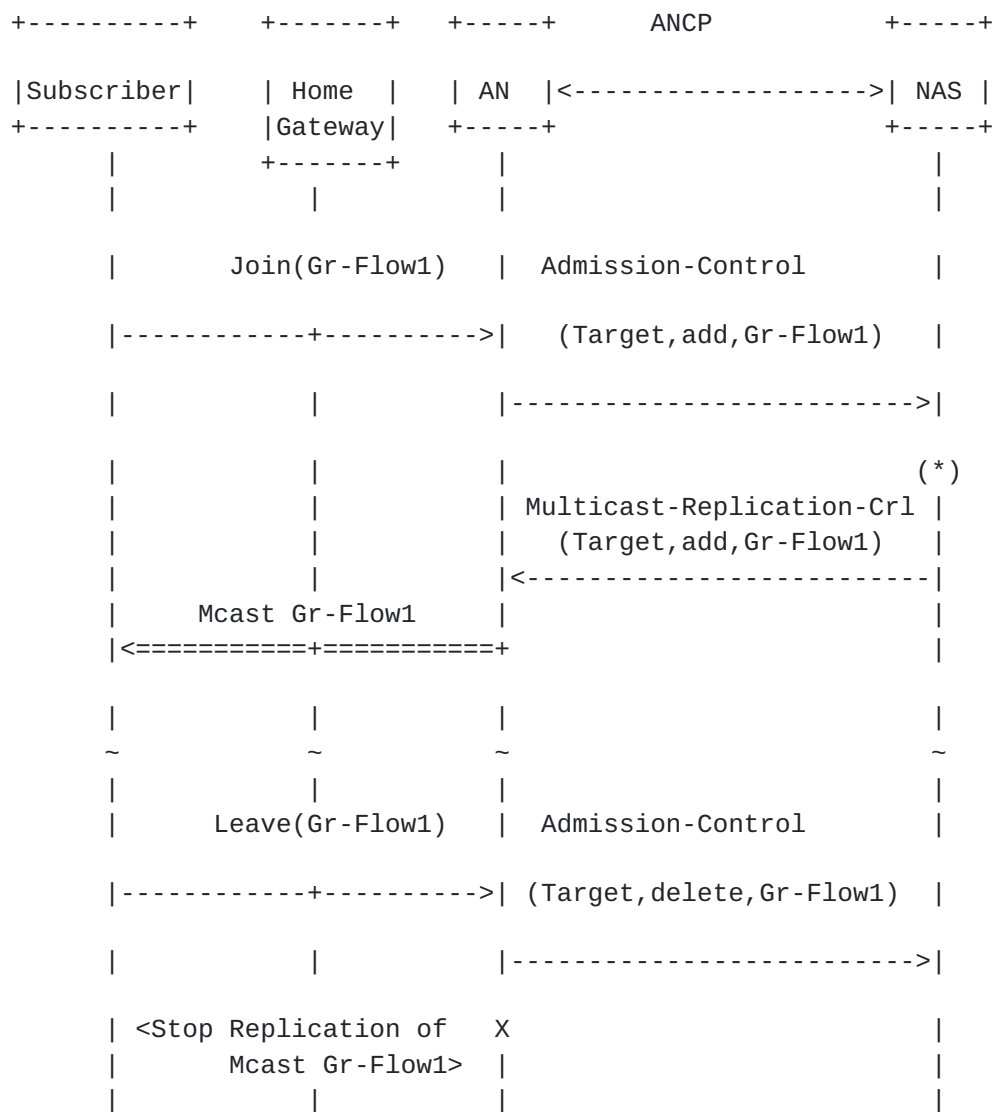 +----------+    +-------+   +-----+      ANCP           +-----+
|Subscriber|    | Home  |   | AN  |<------------------->| NAS |
+----------+    |Gateway|   +-----+                     +-----+
      |         +-------+      |                           |
      |            |           |                           |
      |       Join(Gr-Flow1)   |  Admission-Control        |
      |------------+---------->|   (Target,add,Gr-Flow1)   |
      |            |           |-------------------------->|
      |            |           |                          (*)
      |            |           | Multicast-Replication-Crl |
      |            |           |   (Target,add,Gr-Flow1)   |
      |            |           |<--------------------------|
      |     Mcast Gr-Flow1     |                           |
      |<===========+===========+                           |
      |            |           |                           |
      ~            ~           ~                           ~
      |            |           |                           |
      |      Leave(Gr-Flow1)   |  Admission-Control        |
      |------------+---------->| (Target,delete,Gr-Flow1)  |
      |            |           |-------------------------->|
      | <Stop Replication of   X                           |
      |       Mcast Gr-Flow1>  |                           |
      |            |           |                           |